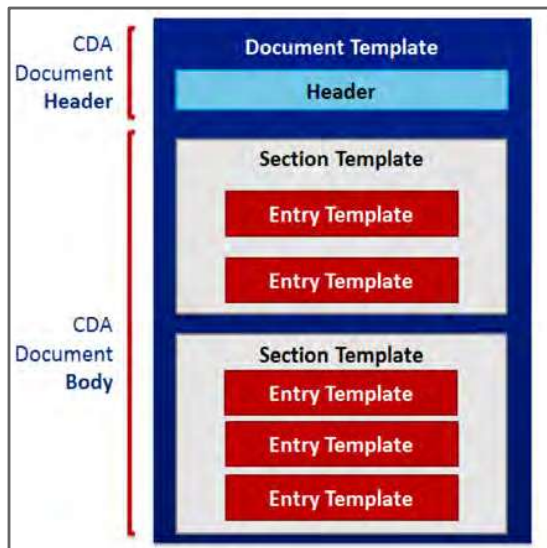 CDA
Document
Header
Document Template
Header
CDA
Document
Body
Section Template
Entry Template
Entry Template
Section Template
Entry Template
Entry Template
Entry Template